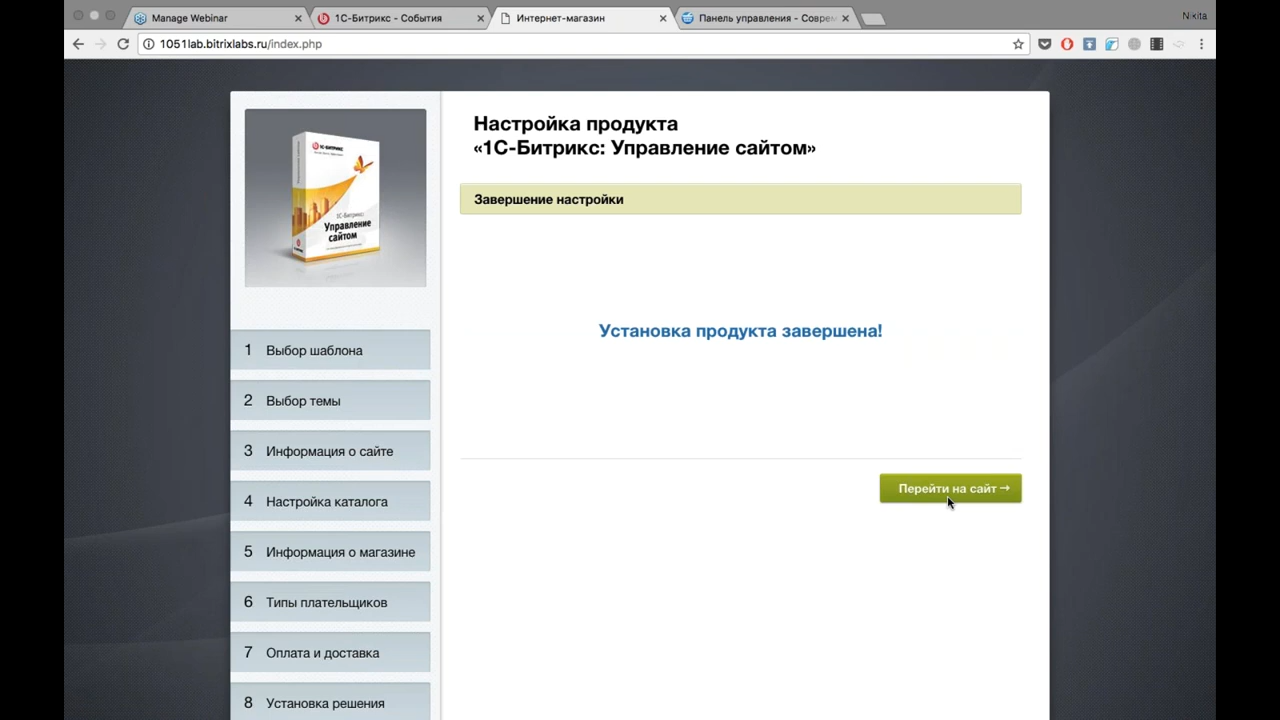 Manage Webinar
1С-Битрикс - События
Интернет-магазин
Панель управления - Соврем
Nikita
1051lab.bitrixlabs.ru/index.php
Настройка продукта
«1С-Битрикс: Управление сайтом»
Завершение настройки
1С-БИТРИКС
1С-Битрикс:
Управление
сайтом
Установка продукта завершена!
Перейти на сайт →
1 Выбор шаблона
2 Выбор темы
3 Информация о сайте
4 Настройка каталога
5 Информация о магазине
6 Типы плательщиков
7 Оплата и доставка
8 Установка решения